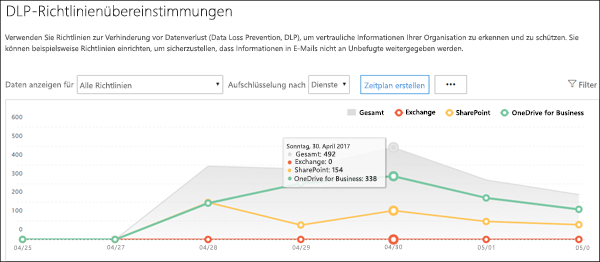 DLP-Richtlinienübereinstimmungen
Verwenden Sie Richtlinien zur Verhinderung vor Datenverlust (Data Loss Prevention, DLP), um vertrauliche Informationen Ihrer Organisation zu erkennen und zu schützen. Sie
können beispielsweise Richtlinien einrichten, um sicherzustellen, dass Informationen in E-Mails nicht an Unbefugte weitergegeben werden.
Daten anzeigen für Alle Richtlinien Aufschlüsselung nach Dienste Zeitplan erstellen ••• Filter
Gesamt Exchange SharePoint OneDrive for Business
600
500
400
300
200
100
0
Sonntag, 30. April 2017
Gesamt: 492
Exchange: 0
SharePoint: 154
OneDrive for Business: 338
04/25 04/27 04/28 04/29 04/30 05/01 05/0